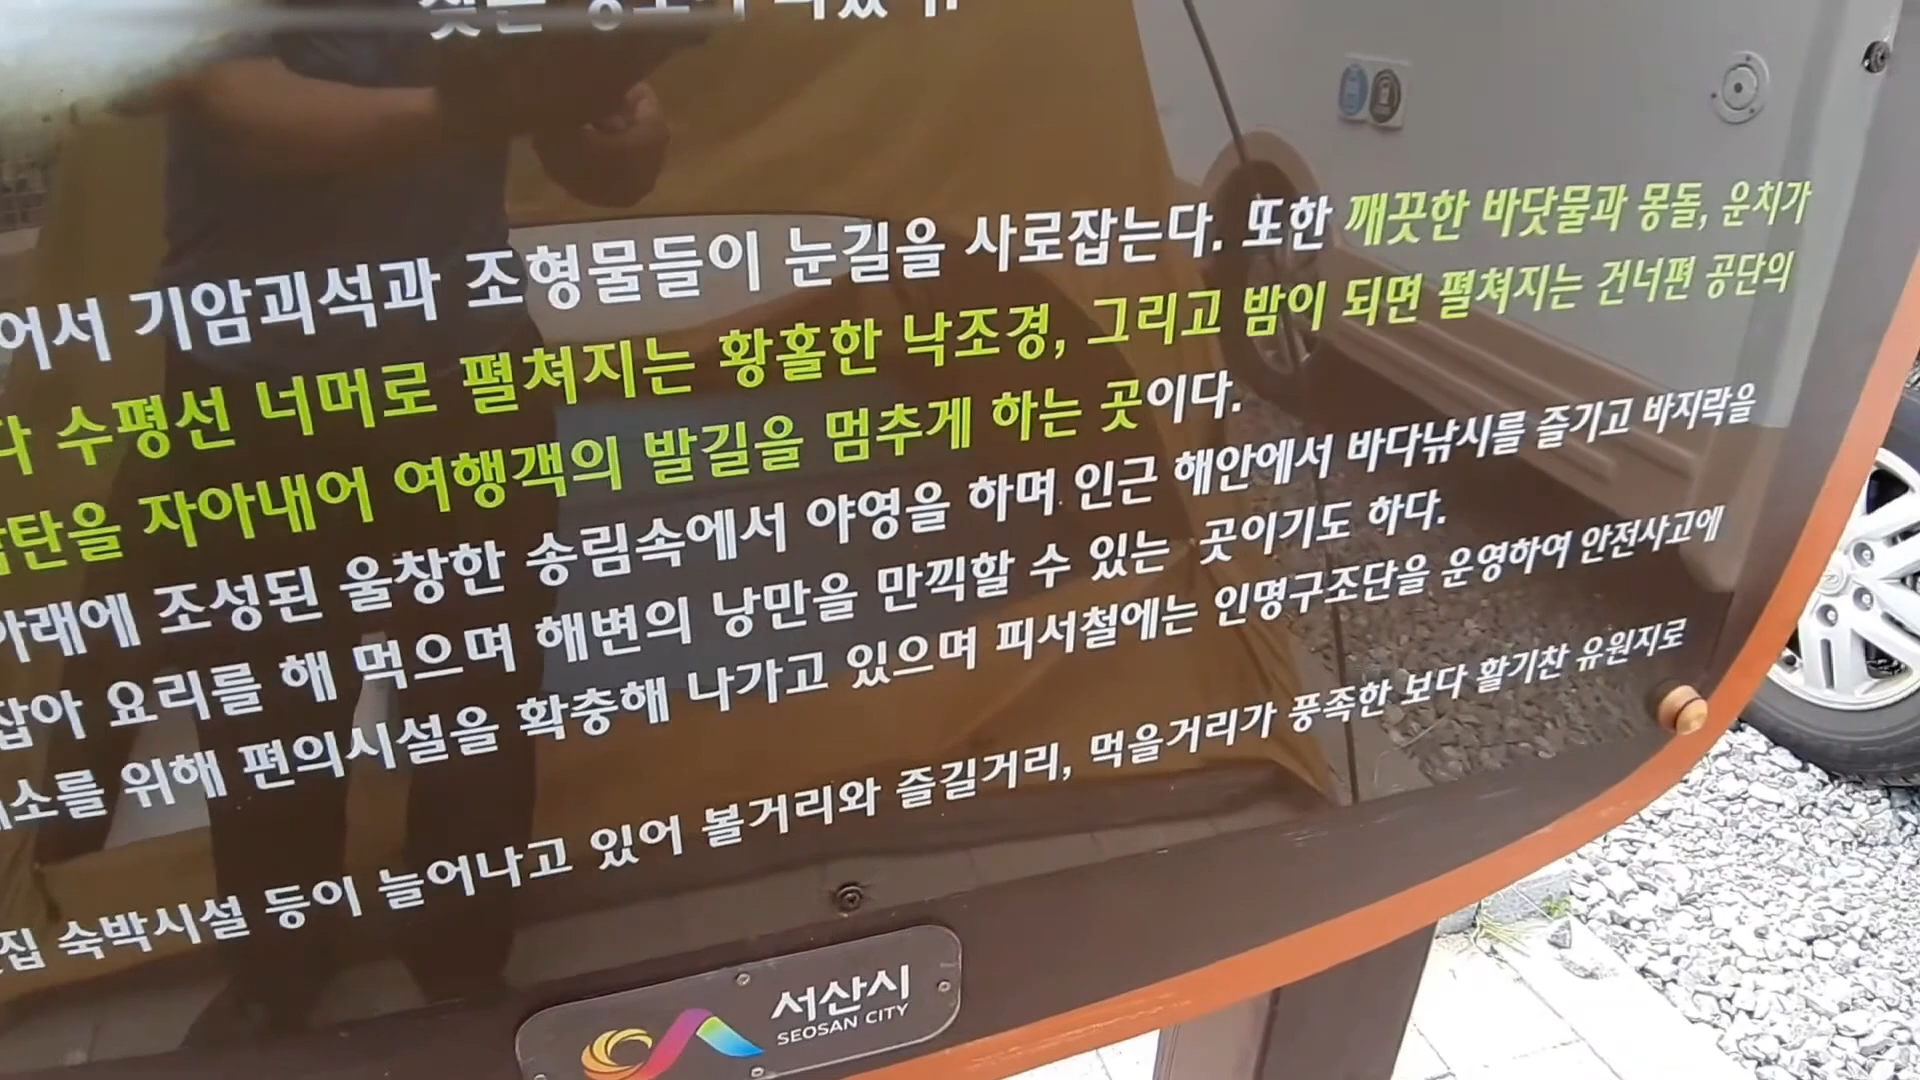 기암괴석과 조형물들이 눈길을 사로잡는다. 또한 깨끗한 바닷물과 몽돌, 운치가
수평선 너머로 펼쳐지는 황홀한 낙조경, 그리고 밤이 되면 펼쳐지는 건너편 공단의
자아내어 여행객의 발길을 멈추게 하는 곳이다.
조성된 울창한 송림속에서 야영을 하며 인근 해안에서 바다낚시를 즐기고 바지락을
잡아 요리를 해 먹으며 해변의 낭만을 만끽할 수 있는 곳이기도 하다.
위해 편의시설을 확충해 나가고 있으며 피서철에는 인명구조단을 운영하여 안전사고에
숙박시설 등이 늘어나고 있어 볼거리와 즐길거리, 먹을거리가 풍족한 보다 활기찬 유원지로
서산시
SEOSAN CITY